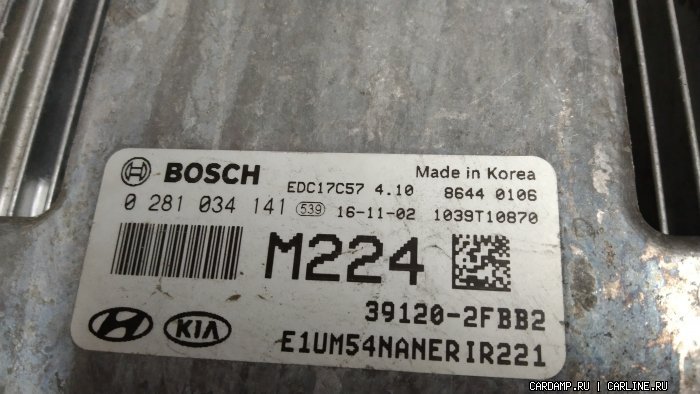 BOSCH
Made in Korea
EDC17C57 4.10 8644 0106
0 281 034 141 539 16-11-02 1039T10870
M224
39120-2FBB2
KIA
E1UM54NANERIR221
CARDAMP.RU | CARLINE.RU